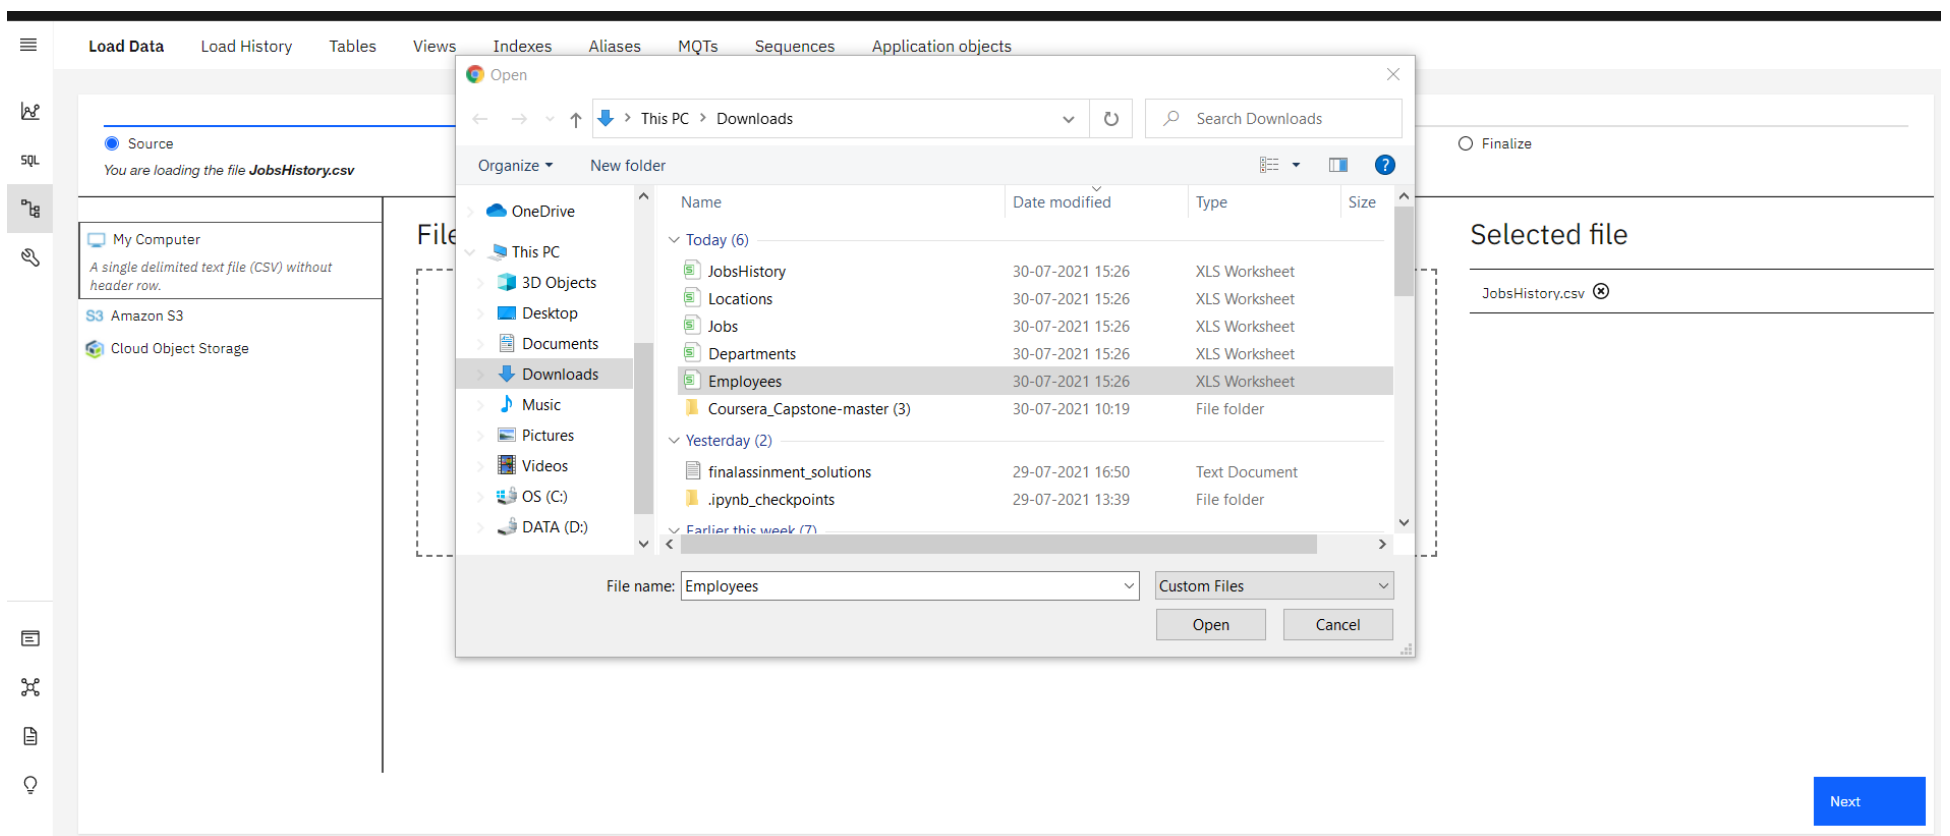 Load Data Load History Tables Views Indexes Aliases MQTs Sequences Application objects
Open
This PC > Downloads
Search Downloads
Source
You are loading the file JobsHistory.csv
Finalize
SQL
Organize New folder
My Computer
A single delimited text file (CSV) without
header row.
S3 Amazon S3
Cloud Object Storage
File
OneDrive
This PC
3D Objects
Desktop
Documents
Downloads
Music
Pictures
Videos
OS (C:)
DATA (D:)
Name Date modified Type Size
Today (6)
JobsHistory 30-07-2021 15:26 XLS Worksheet
Locations 30-07-2021 15:26 XLS Worksheet
Jobs 30-07-2021 15:26 XLS Worksheet
Departments 30-07-2021 15:26 XLS Worksheet
Employees 30-07-2021 15:26 XLS Worksheet
Coursera_Capstone-master (3) 30-07-2021 10:19 File folder
Yesterday (2)
finalassinment_solutions 29-07-2021 16:50 Text Document
.ipynb_checkpoints 29-07-2021 13:39 File folder
Earlier this week (7)
File name: Employees Custom Files
Open Cancel
Selected file
JobsHistory.csv
Next